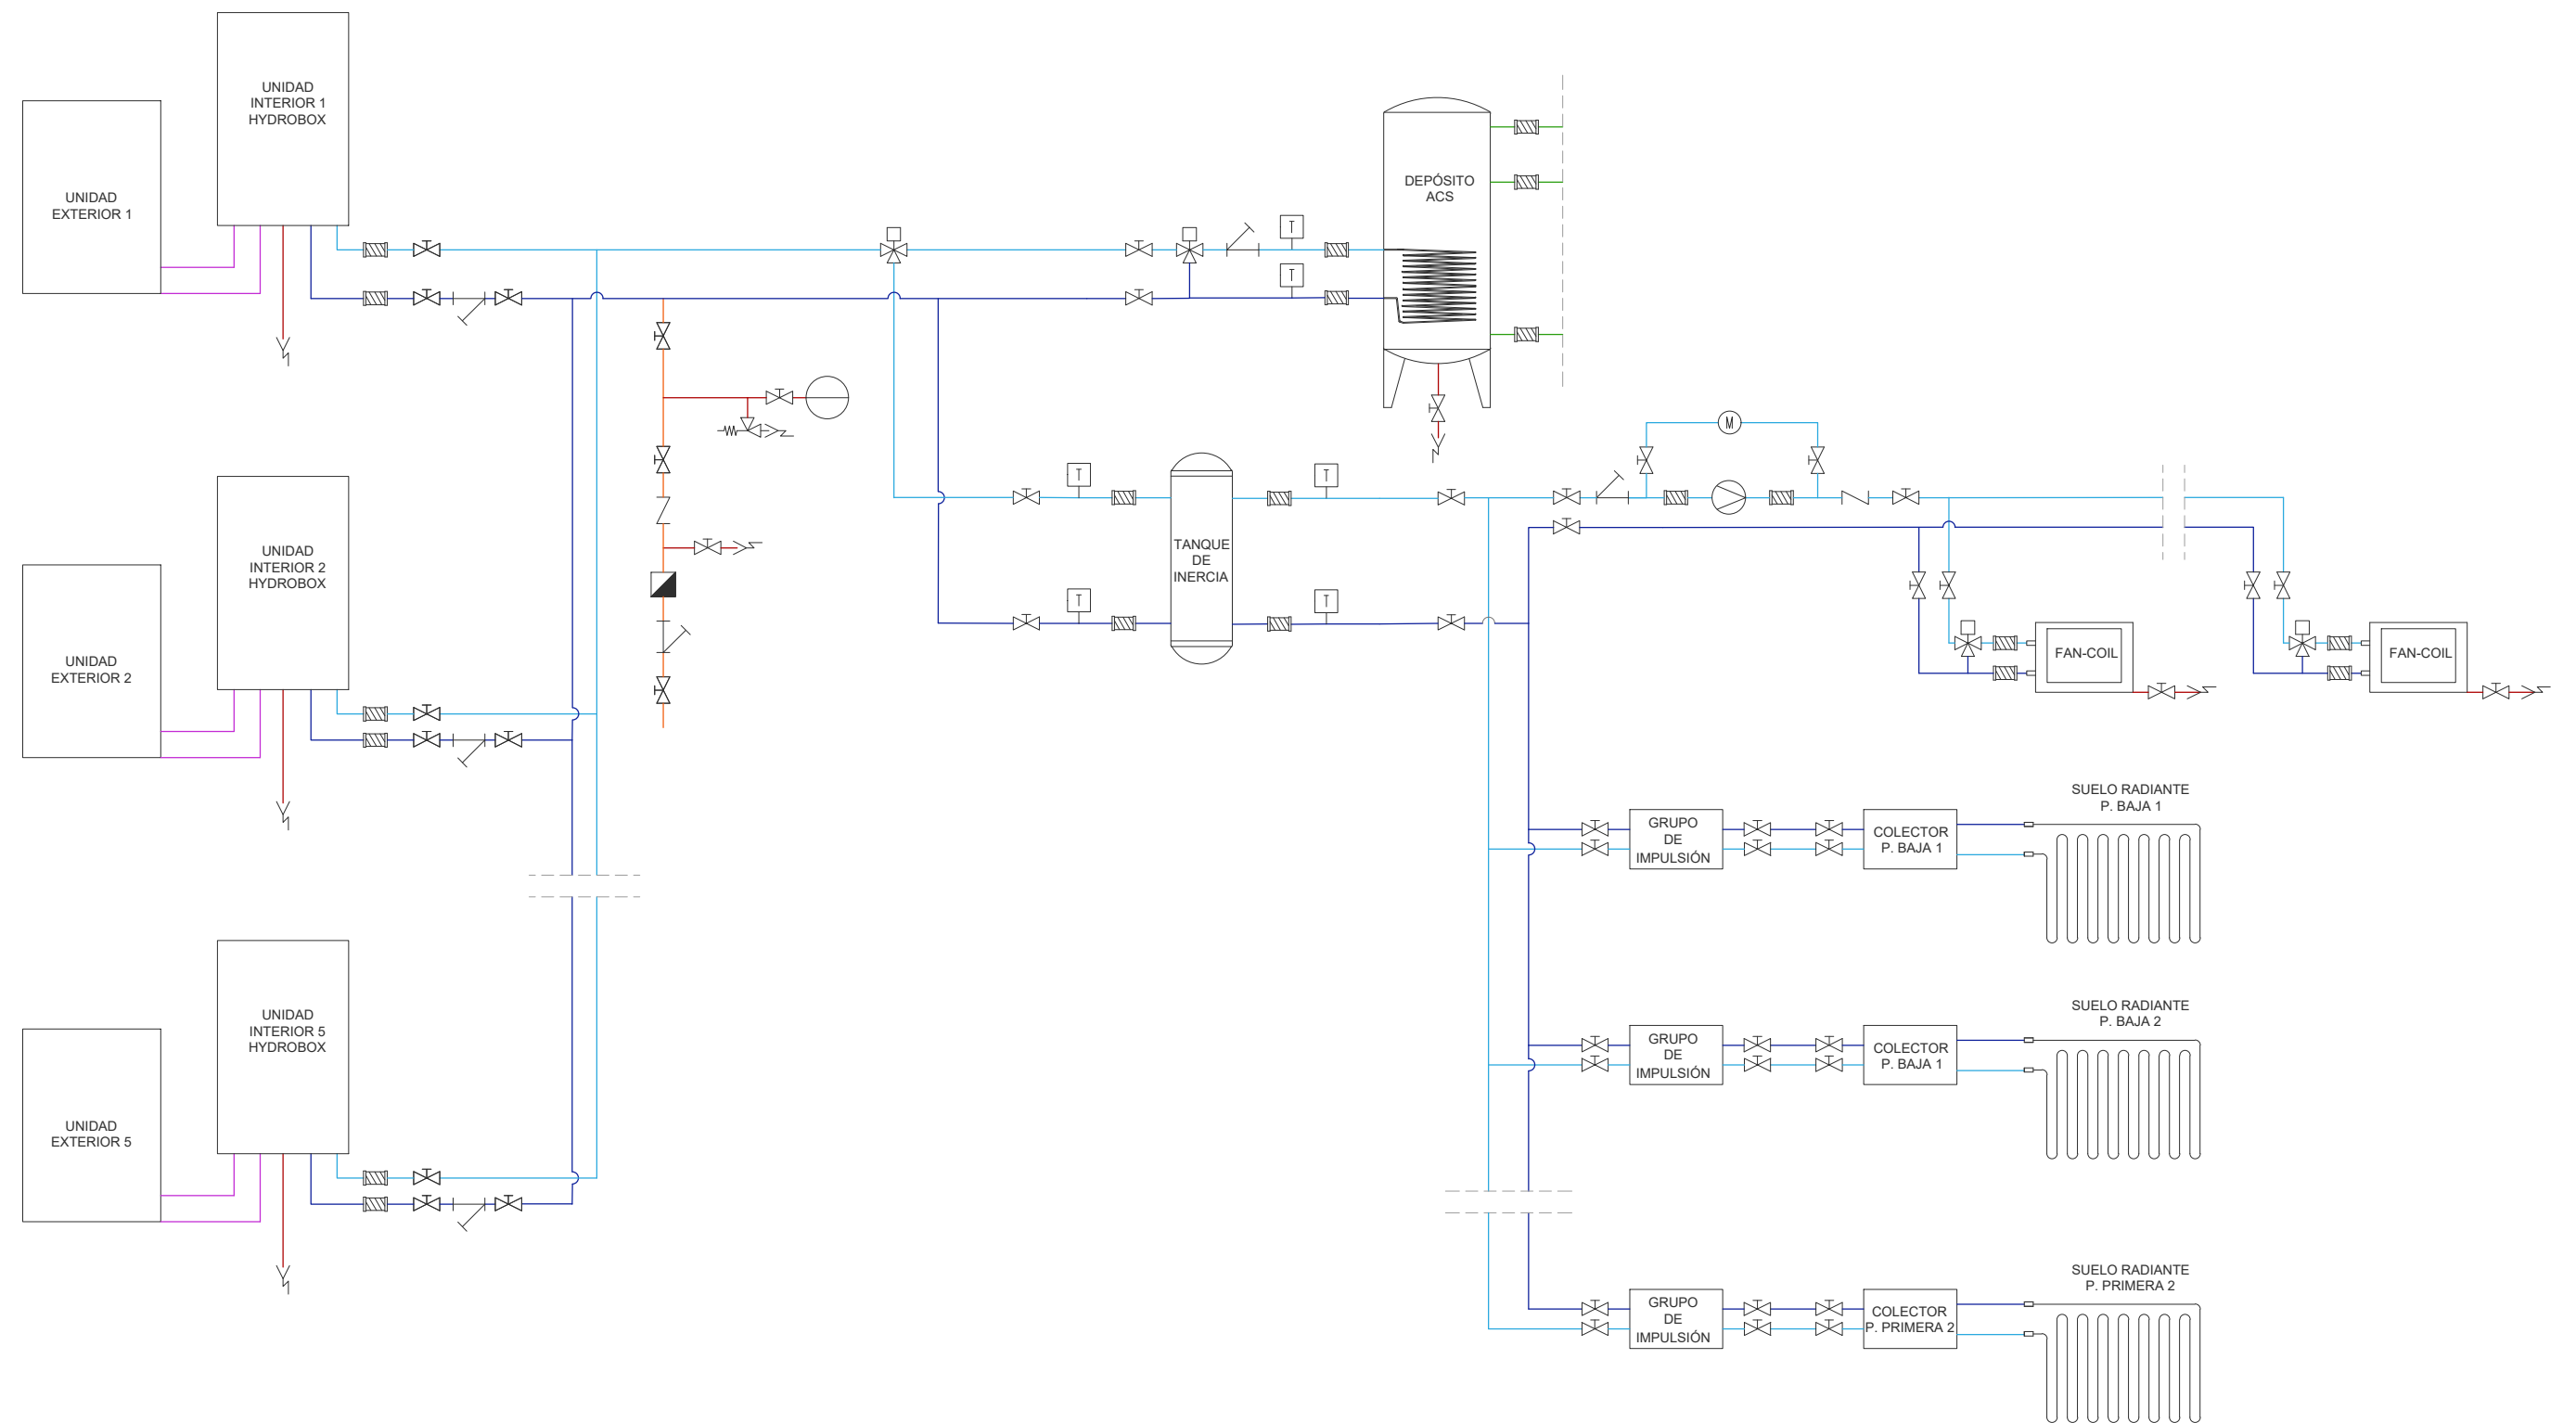 UNIDAD
INTERIOR 1
HYDROBOX
UNIDAD
EXTERIOR 1
DEPÓSITO
ACS
T
T
M
UNIDAD
INTERIOR 2
HYDROBOX
UNIDAD
EXTERIOR 2
T
T
TANQUE
DE
INERCIA
T
T
FAN-COIL
FAN-COIL
SUELO RADIANTE
P. BAJA 1
GRUPO
DE
IMPULSIÓN
COLECTOR
P. BAJA 1
UNIDAD
INTERIOR 5
HYDROBOX
UNIDAD
EXTERIOR 5
SUELO RADIANTE
P. BAJA 2
GRUPO
DE
IMPULSIÓN
COLECTOR
P. BAJA 1
SUELO RADIANTE
P. PRIMERA 2
GRUPO
DE
IMPULSIÓN
COLECTOR
P. PRIMERA 2